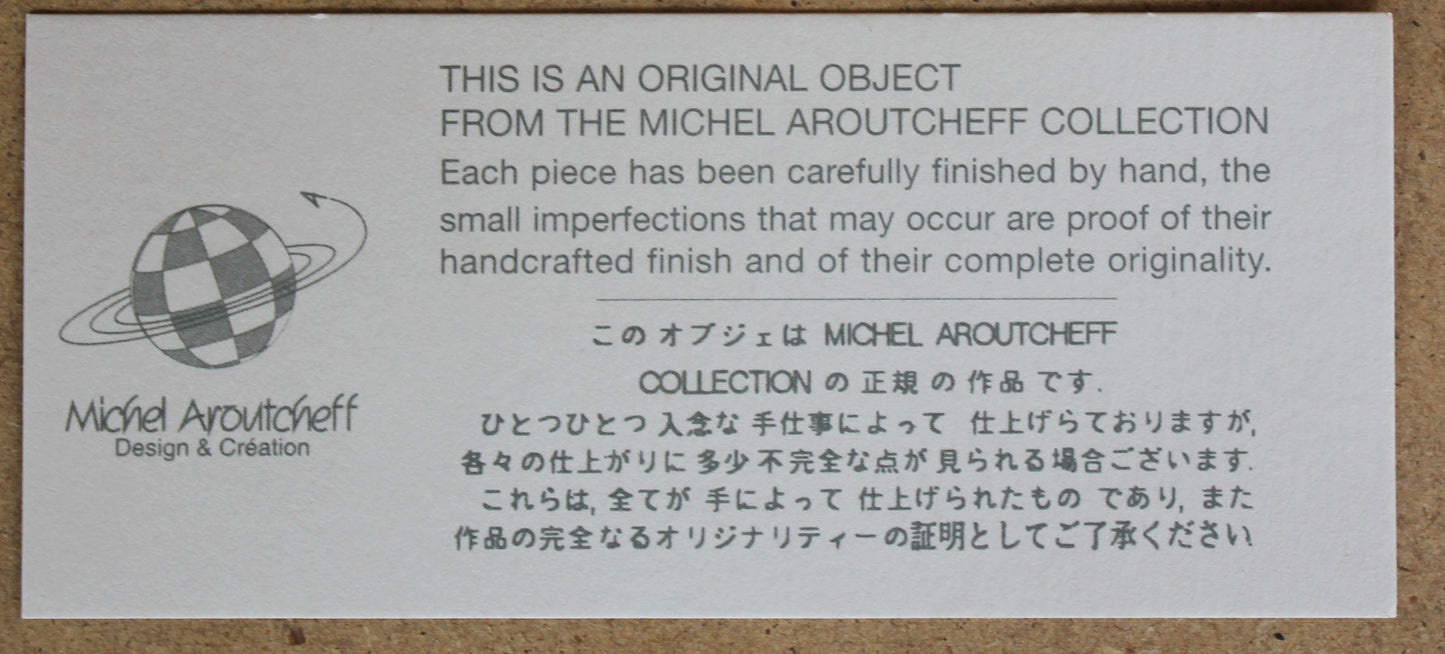 THIS IS AN ORIGINAL OBJECT
FROM THE MICHEL AROUTCHEFF COLLECTION
Each piece has been carefully finished by hand, the
small imperfections that may occur are proof of their
handcrafted finish and of their complete originality.
Michel Aroutcheff
Design & Création
このオブジェは MICHEL AROUTCHEFF
COLLECTION の正規の作品です.
ひとつひとつ入念な手仕事によって 仕上げらておりますが,
各々の仕上がりに多少不完全な点が見られる場合ございます.
これらは, 全てが手によって仕上げられたものであり, また
作品の完全なるオリジナリティーの証明としてご了承ください.